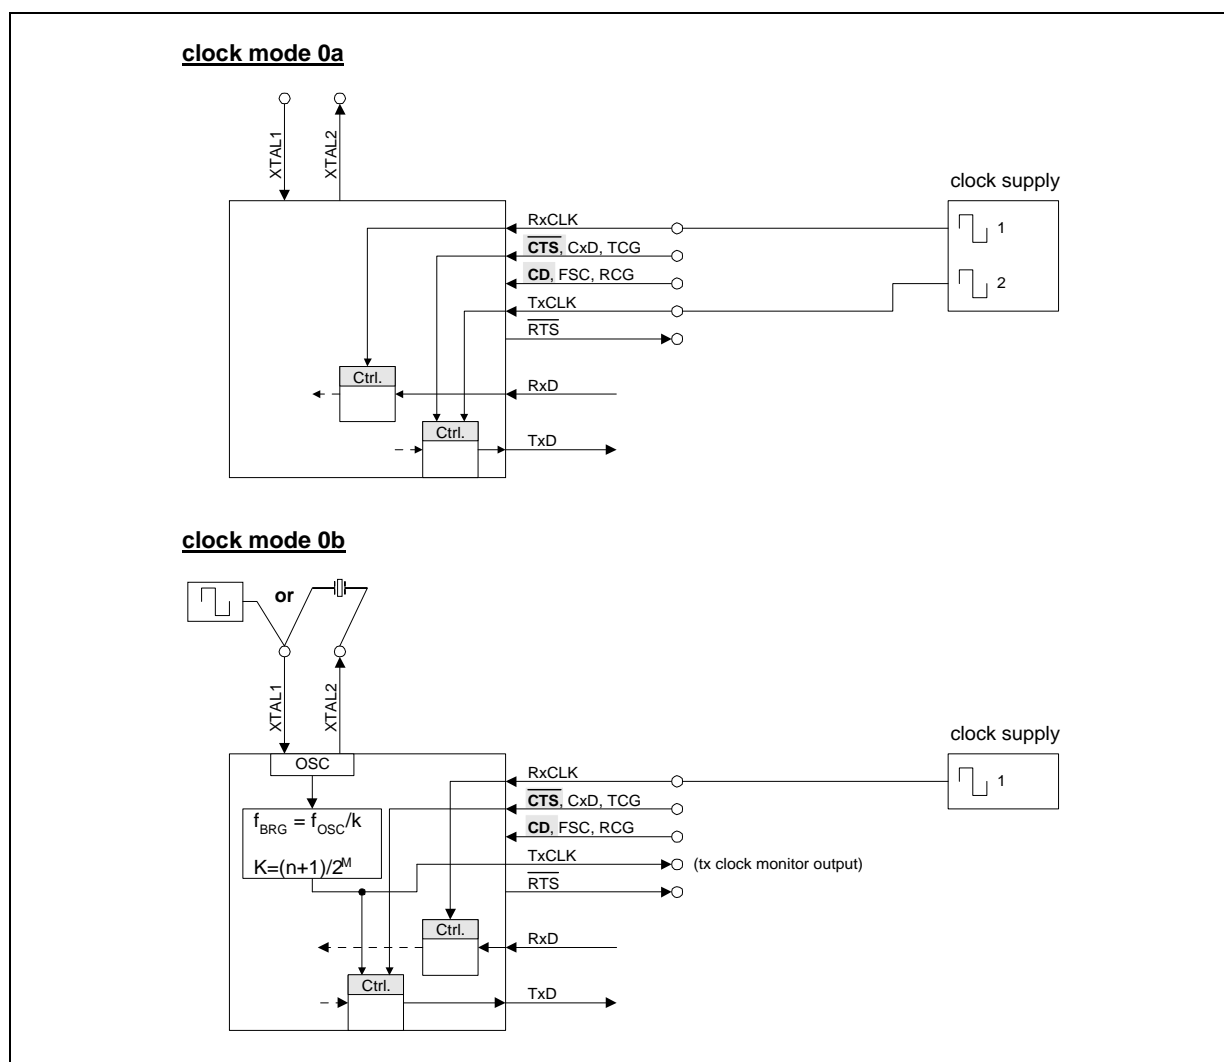 clock mode 0a
XTAL1
XTAL2
clock supply
RxCLK
1
CTS, CxD, TCG
CD, FSC, RCG
2
TxCLK
RTS
Ctrl.
RxD
Ctrl.
TxD
clock mode 0b
or
XTAL1
XTAL2
clock supply
OSC
RxCLK
1
CTS, CxD, TCG
fBRG = fOSC/k
CD, FSC, RCG
K=(n+1)/2^M
TxCLK
(tx clock monitor output)
RTS
Ctrl.
RxD
Ctrl.
TxD